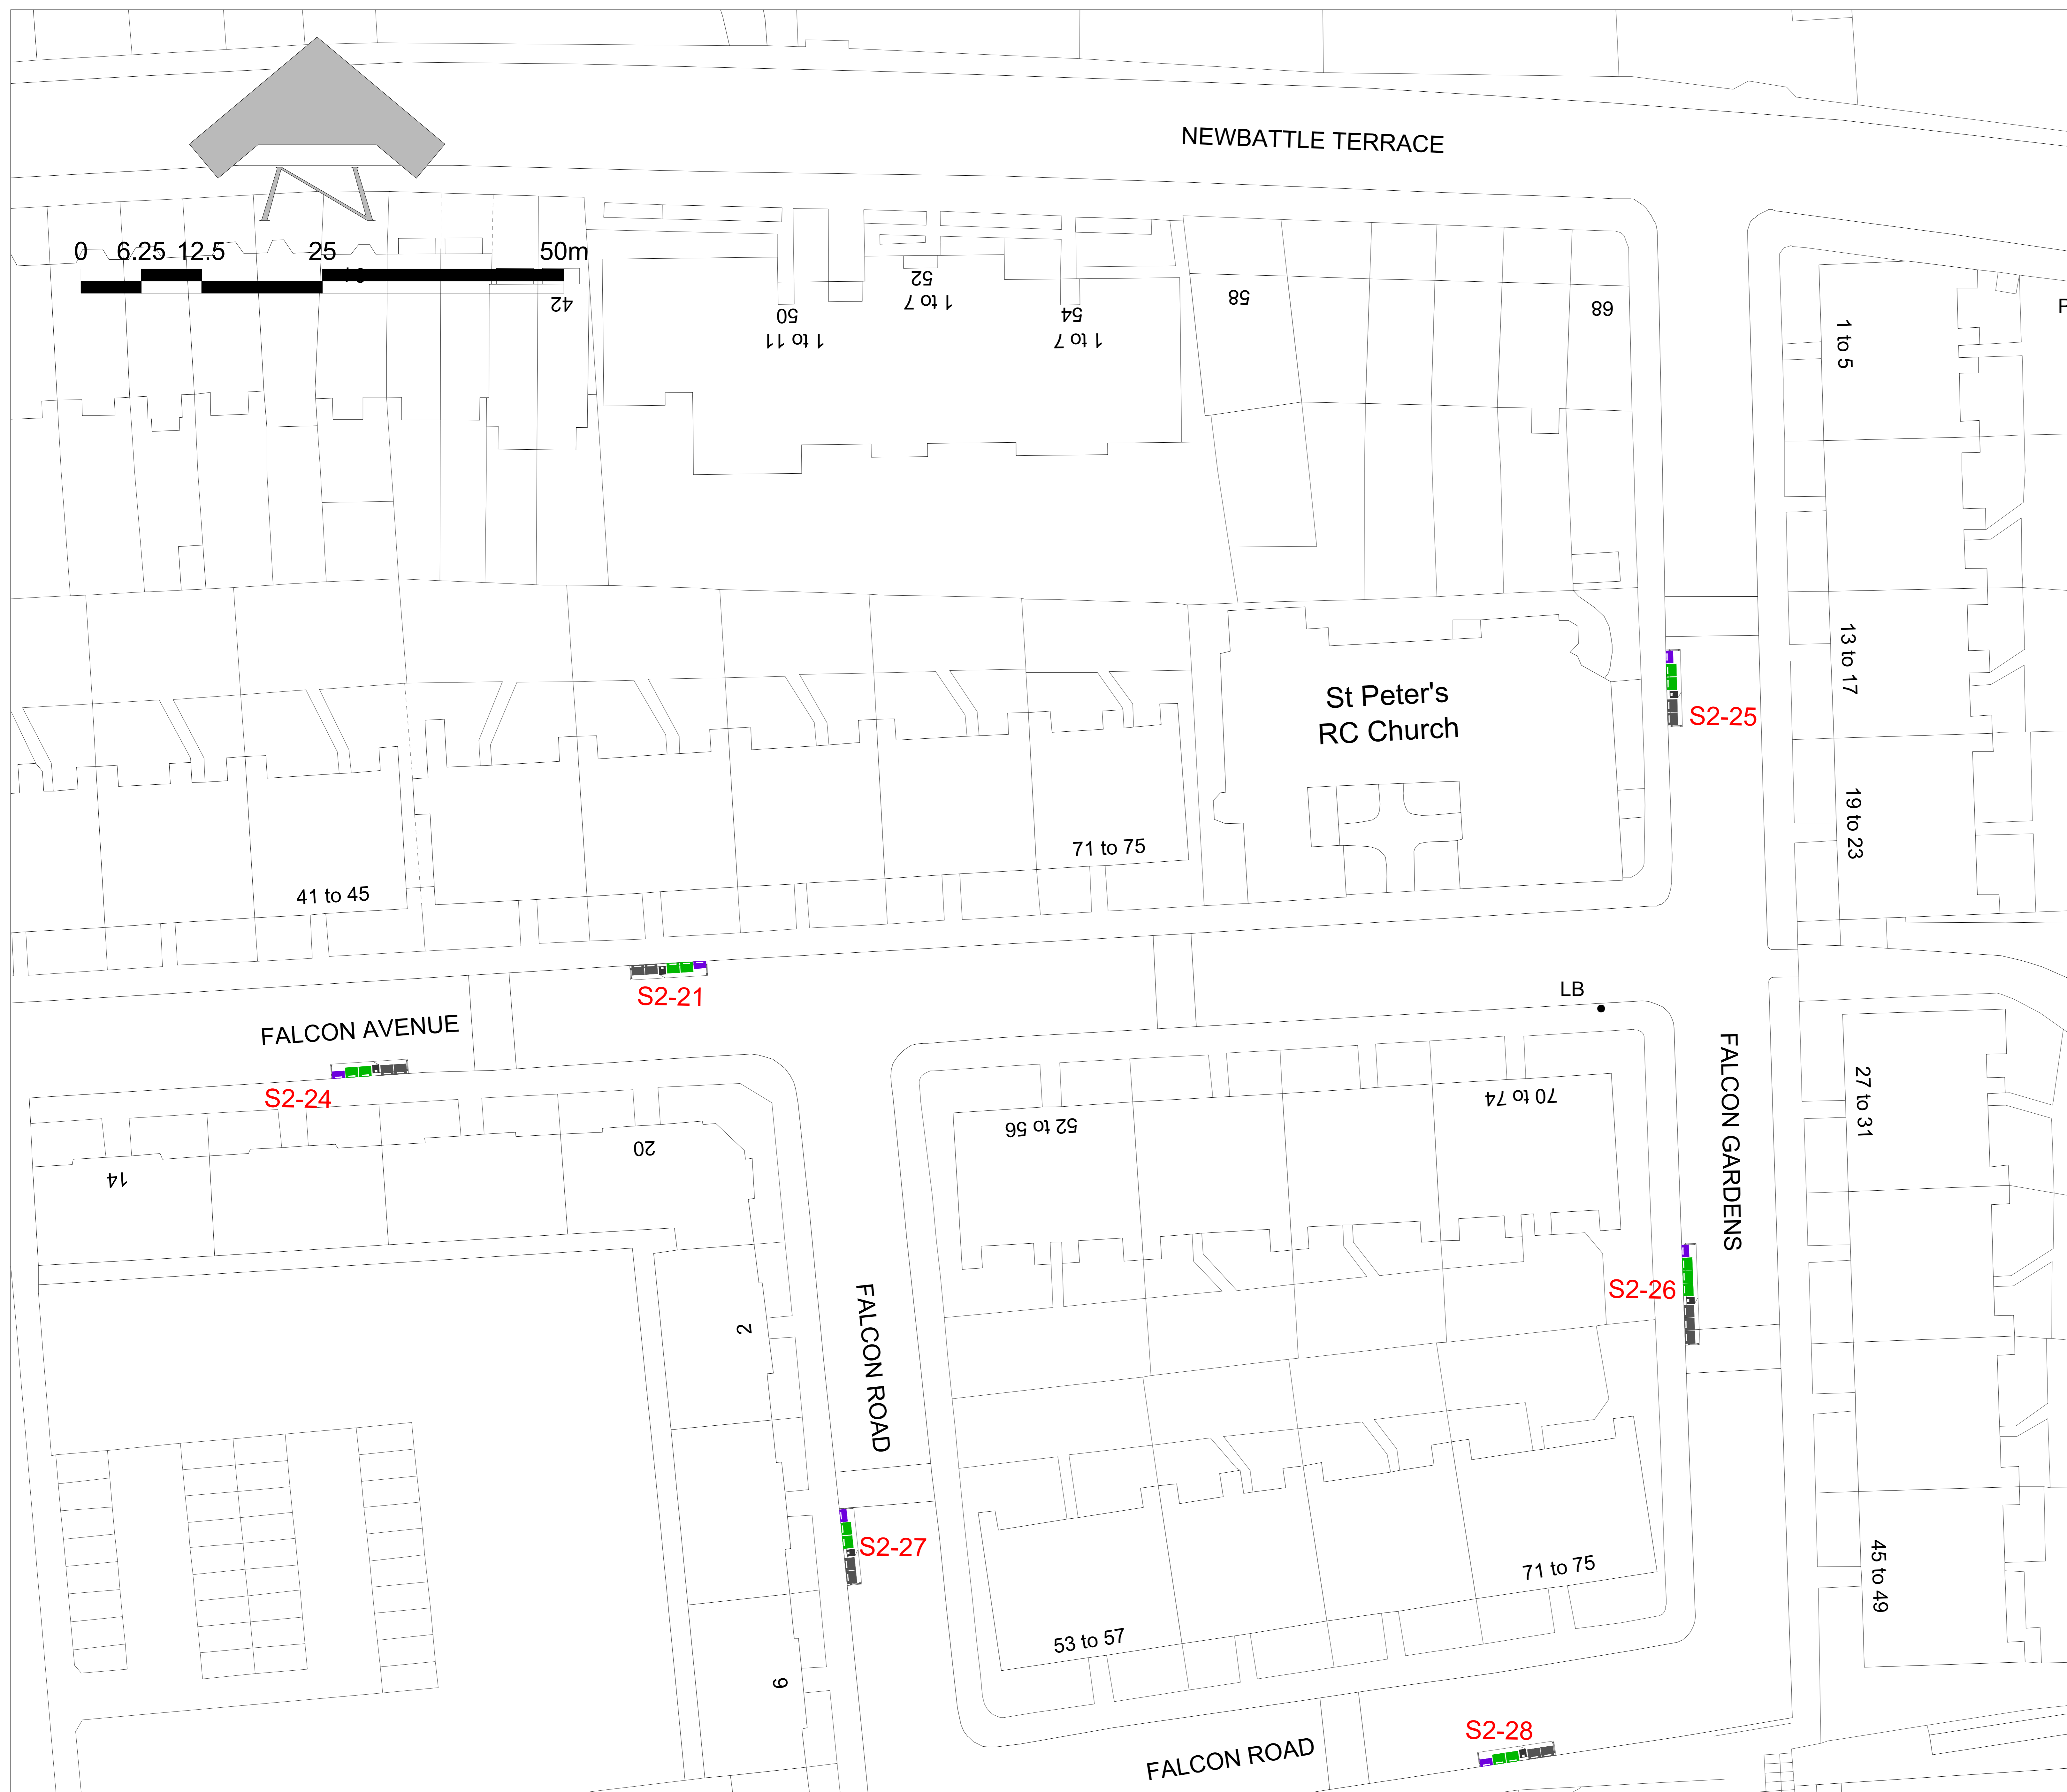 NEWBATTLE TERRACE
0 6.25 12.5 25 50m
42
52
1 to 7
50
1 to 11
54
1 to 7
58
68
1 to 5
13 to 17
St Peter's
RC Church
S2-25
19 to 23
71 to 75
41 to 45
S2-21
LB
FALCON AVENUE
S2-24
FALCON GARDENS
27 to 31
52 to 56
70 to 74
20
14
2
S2-26
FALCON ROAD
S2-27
45 to 49
71 to 75
53 to 57
S2-28
FALCON ROAD